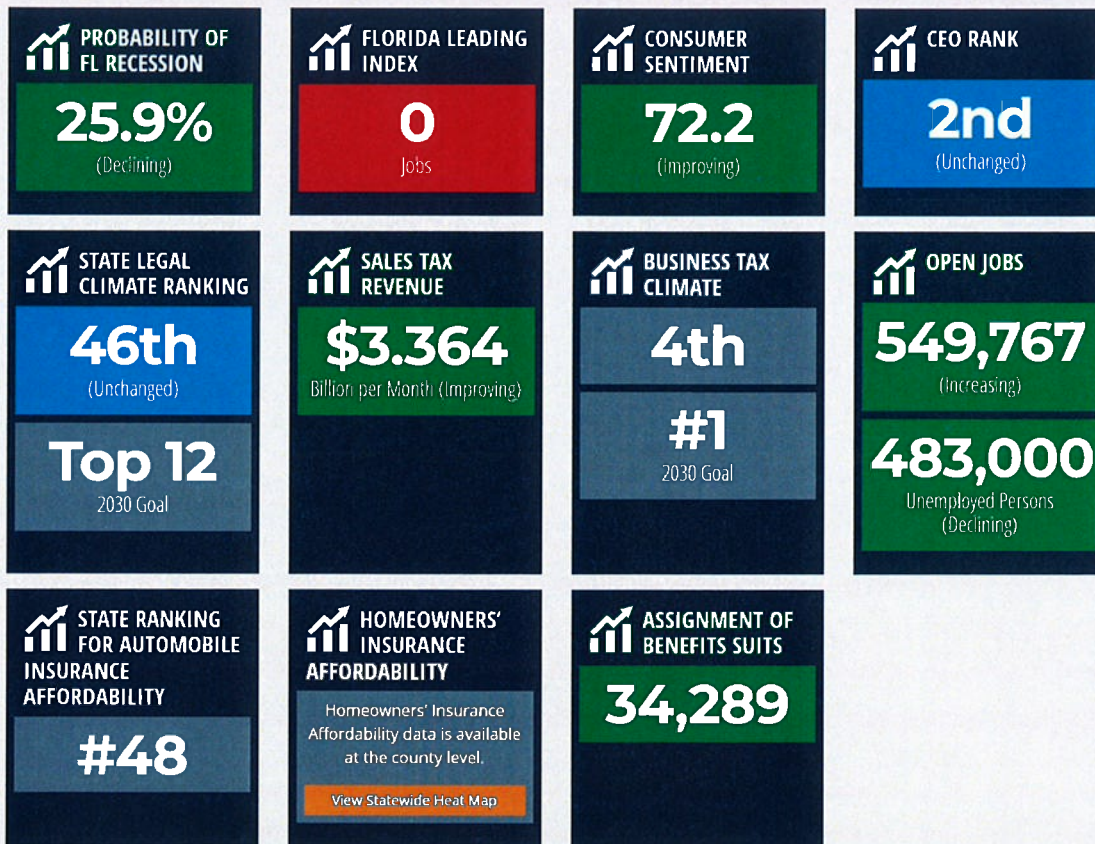 PROBABILITY OF
FL RECESSION
25.9%
(Declining)
FLORIDA LEADING
INDEX
0
Jobs
CONSUMER
SENTIMENT
72.2
(Improving)
CEO RANK
2nd
(Unchanged)
STATE LEGAL
CLIMATE RANKING
46th
(Unchanged)
Top 12
2030 Goal
SALES TAX
REVENUE
$3.364
Billion per Month (Improving)
BUSINESS TAX
CLIMATE
4th
#1
2030 Goal
OPEN JOBS
549,767
(Increasing)
483,000
Unemployed Persons
(Declining)
STATE RANKING
FOR AUTOMOBILE
INSURANCE
AFFORDABILITY
#48
HOMEOWNERS'
INSURANCE
AFFORDABILITY
Homeowners' Insurance
Affordability data is available
at the county level.
View Statewide Heat Map
ASSIGNMENT OF
BENEFITS SUITS
34,289